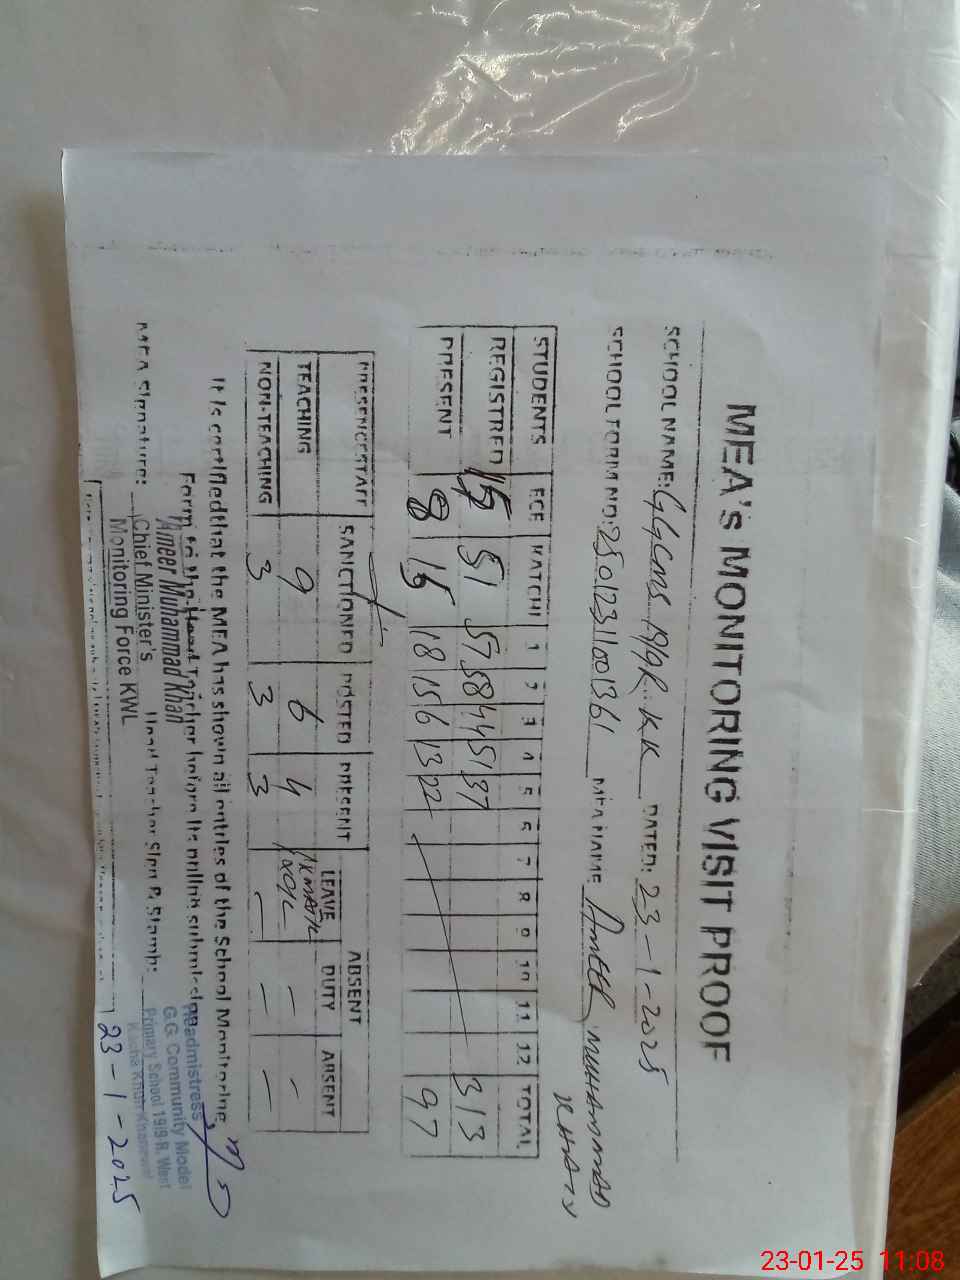 MEA's MONITORING VISIT PROOF
SCHOOL NAME: GGCMS 19/9R KK DATED: 23-1-2025
SCHOOL FORM NO: MEA NAME AMEER MUHAMMAD KHAN
STUDENTS ECE KATCHI 1 2 3 4 5 6 7 8 9 10 11 12 TOTAL
REGISTRED 15 51 57 58 44 51 37 313
PRESENT 8 15 18 15 6 13 22 97
PRESENCESTAFF SANCTIONED POSTED PRESENT ABSENT
LEAVE DUTY ABSENT
TEACHING 9 6 4 - -
NON-TEACHING 3 3 3 - - -
It is certified that the MEA has shown all entries of the School Monitoring
Form to the Head Teacher before its online submission
Ameer Muhammad Khan
Headmistress
MEA Signature: Chief Minister's Head Teacher Sign & Stamp:
G.G. Community Model
Monitoring Force KWL
Primary School 19/9-R, West
Kacha Khuh Khanewal
23-1-2025
23-01-25 11:08